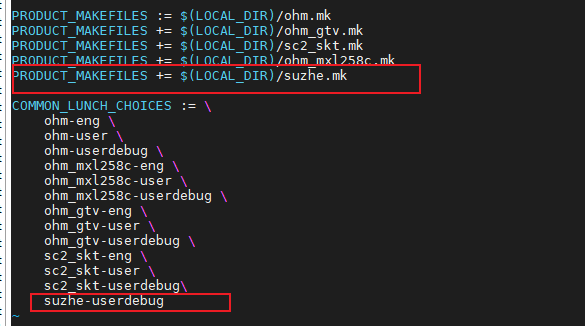 PRODUCT_MAKEFILES := $(LOCAL_DIR)/ohm.mk
PRODUCT_MAKEFILES += $(LOCAL_DIR)/ohm_gtv.mk
PRODUCT_MAKEFILES += $(LOCAL_DIR)/sc2_skt.mk
PRODUCT_MAKEFILES += $(LOCAL_DIR)/ohm_mxl258c.mk
PRODUCT_MAKEFILES += $(LOCAL_DIR)/suzhe.mk
COMMON_LUNCH_CHOICES := \
ohm-eng \
ohm-user \
ohm-userdebug \
ohm_mxl258c-eng \
ohm_mxl258c-user \
ohm_mxl258c-userdebug \
ohm_gtv-eng \
ohm_gtv-user \
ohm_gtv-userdebug \
sc2_skt-eng \
sc2_skt-user \
sc2_skt-userdebug\
suzhe-userdebug
~